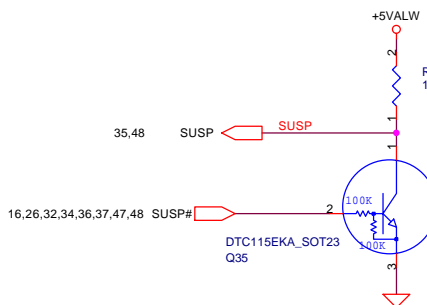 +5VALW
2
R
1
1
35,48 SUSP SUSP
1
16,26,32,34,36,37,47,48 SUSP# 2 100K
100K
DTC115EKA_SOT23
Q35
3